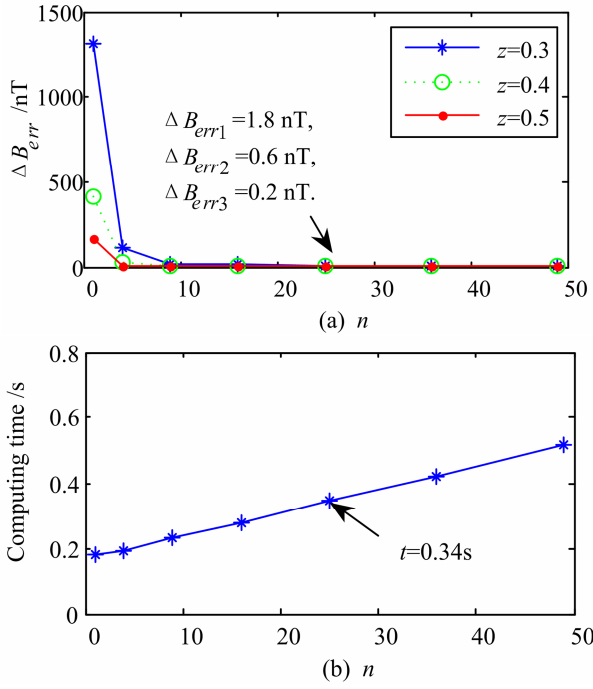 1500
1000
500
0
ΔB_err /nT
z=0.3
z=0.4
z=0.5
ΔB_err1 =1.8 nT,
ΔB_err2 =0.6 nT,
ΔB_err3 =0.2 nT.
0 10 20 30 40 50
(a) n
0.8
0.6
0.4
0.2
0
Computing time /s
t=0.34s
0 10 20 30 40 50
(b) n